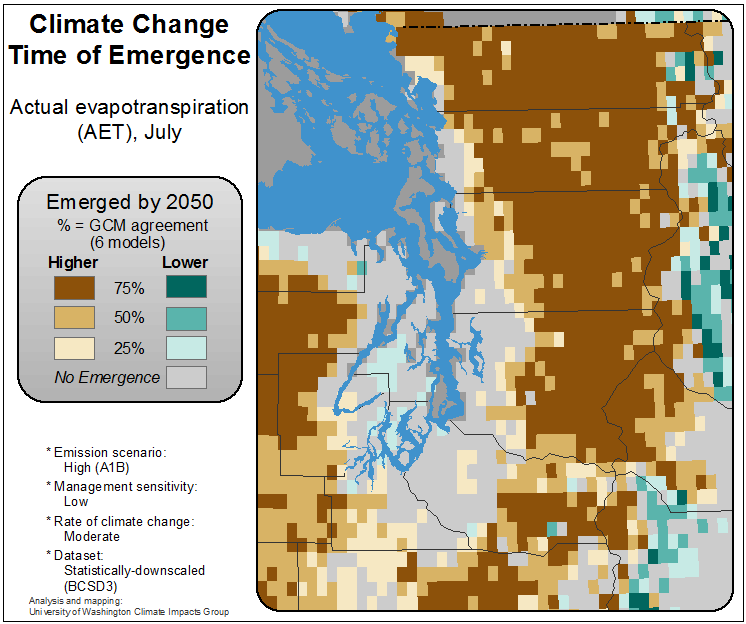 Climate Change
Time of Emergence
Actual evapotranspiration
(AET), July
Emerged by 2050
% = GCM agreement
(6 models)
Higher Lower
75%
50%
25%
No Emergence
* Emission scenario:
High (A1B)
* Management sensitivity:
Low
* Rate of climate change:
Moderate
* Dataset:
Statistically-downscaled
(BCSD3)
Analysis and mapping:
University of Washington Climate Impacts Group